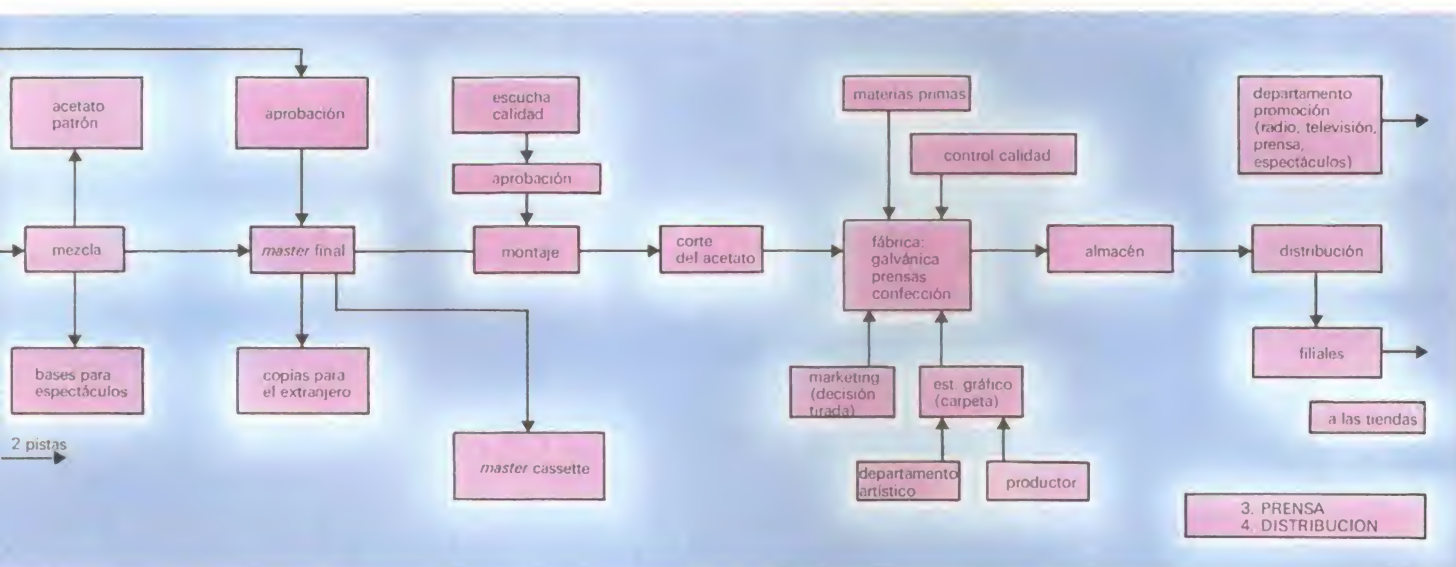 acetato
patrón
aprobación
escucha
calidad
aprobación
materias primas
control calidad
departamento
promoción
(radio, televisión,
prensa,
espectáculos)
mezcla
master final
montaje
corte
del acetato
fábrica:
galvánica
prensas
confección
almacén
distribución
bases para
espectáculos
copias para
el extranjero
marketing
(decisión
tirada)
est. gráfico
(carpeta)
filiales
a las tiendas
2 pistas
master cassette
departamento
artístico
productor
3. PRENSA
4. DISTRIBUCION